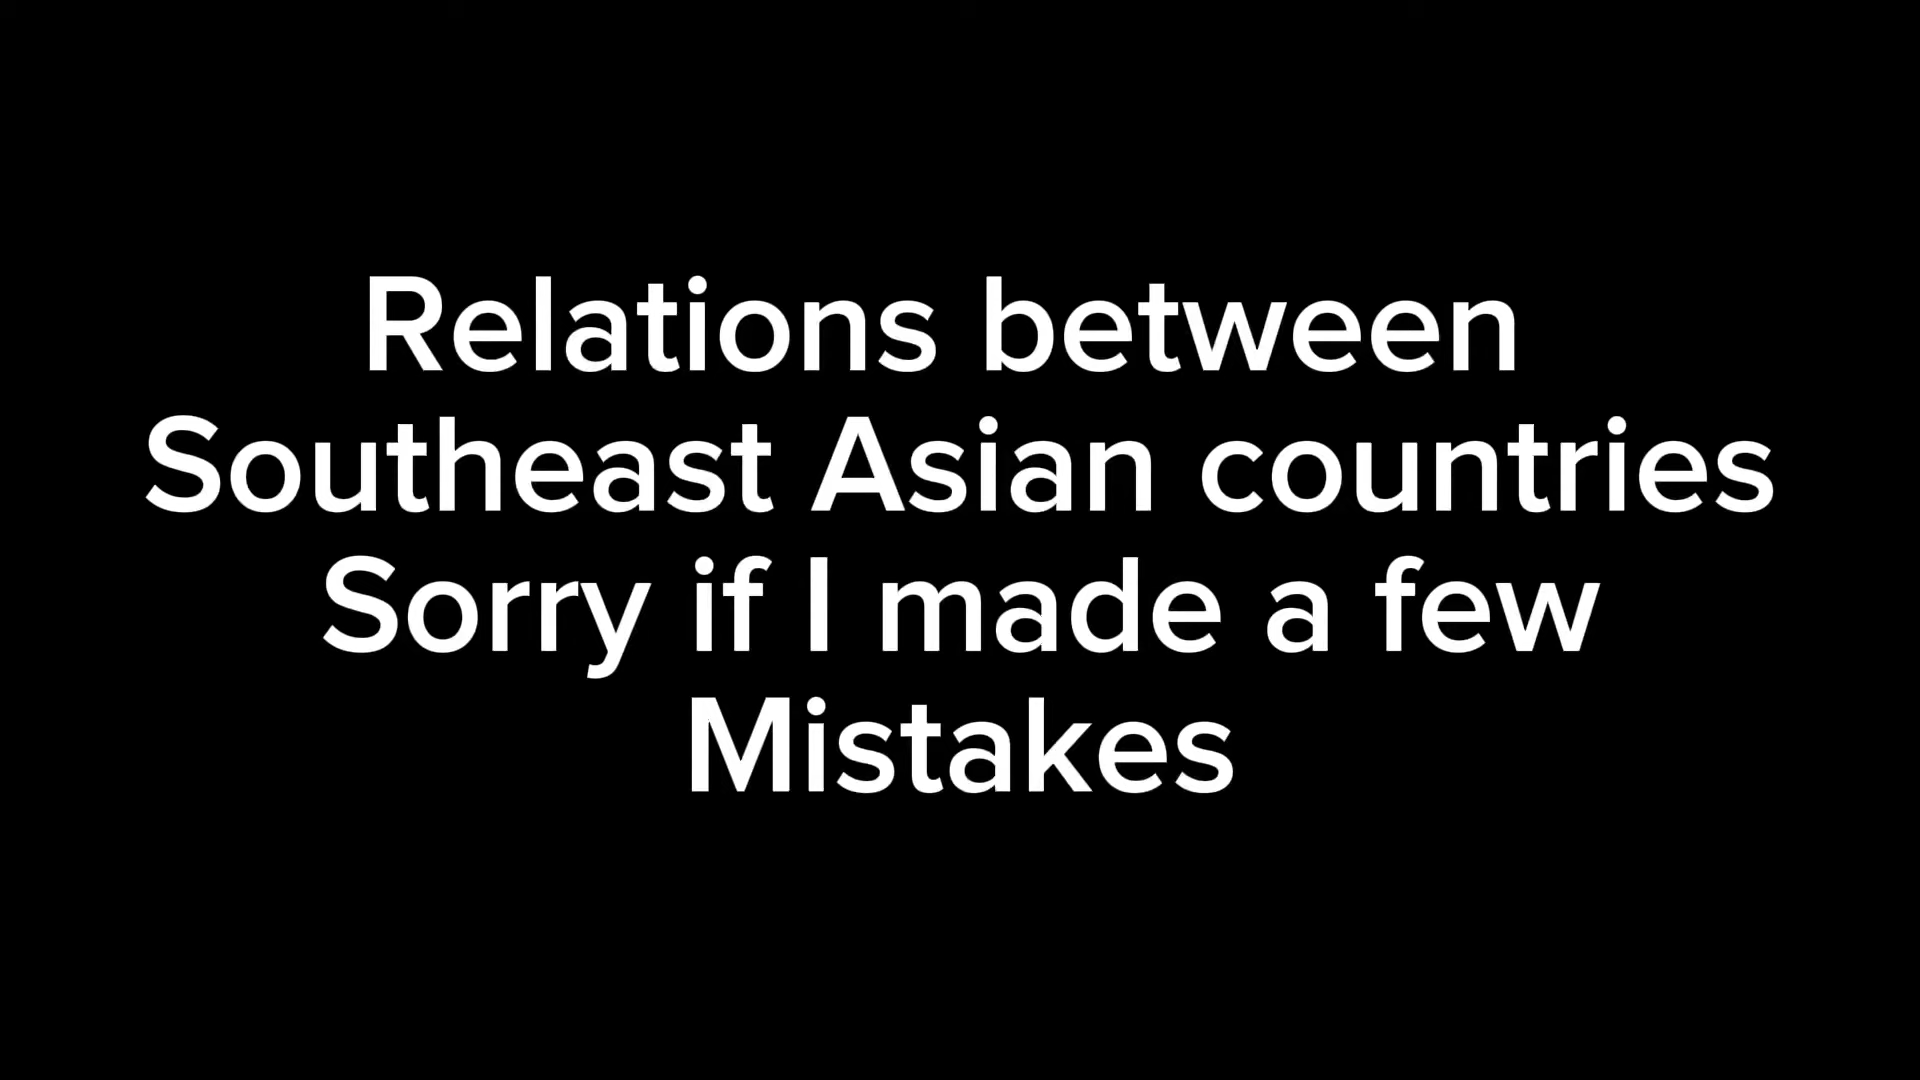 Relations between
Southeast Asian countries
Sorry if I made a few
Mistakes